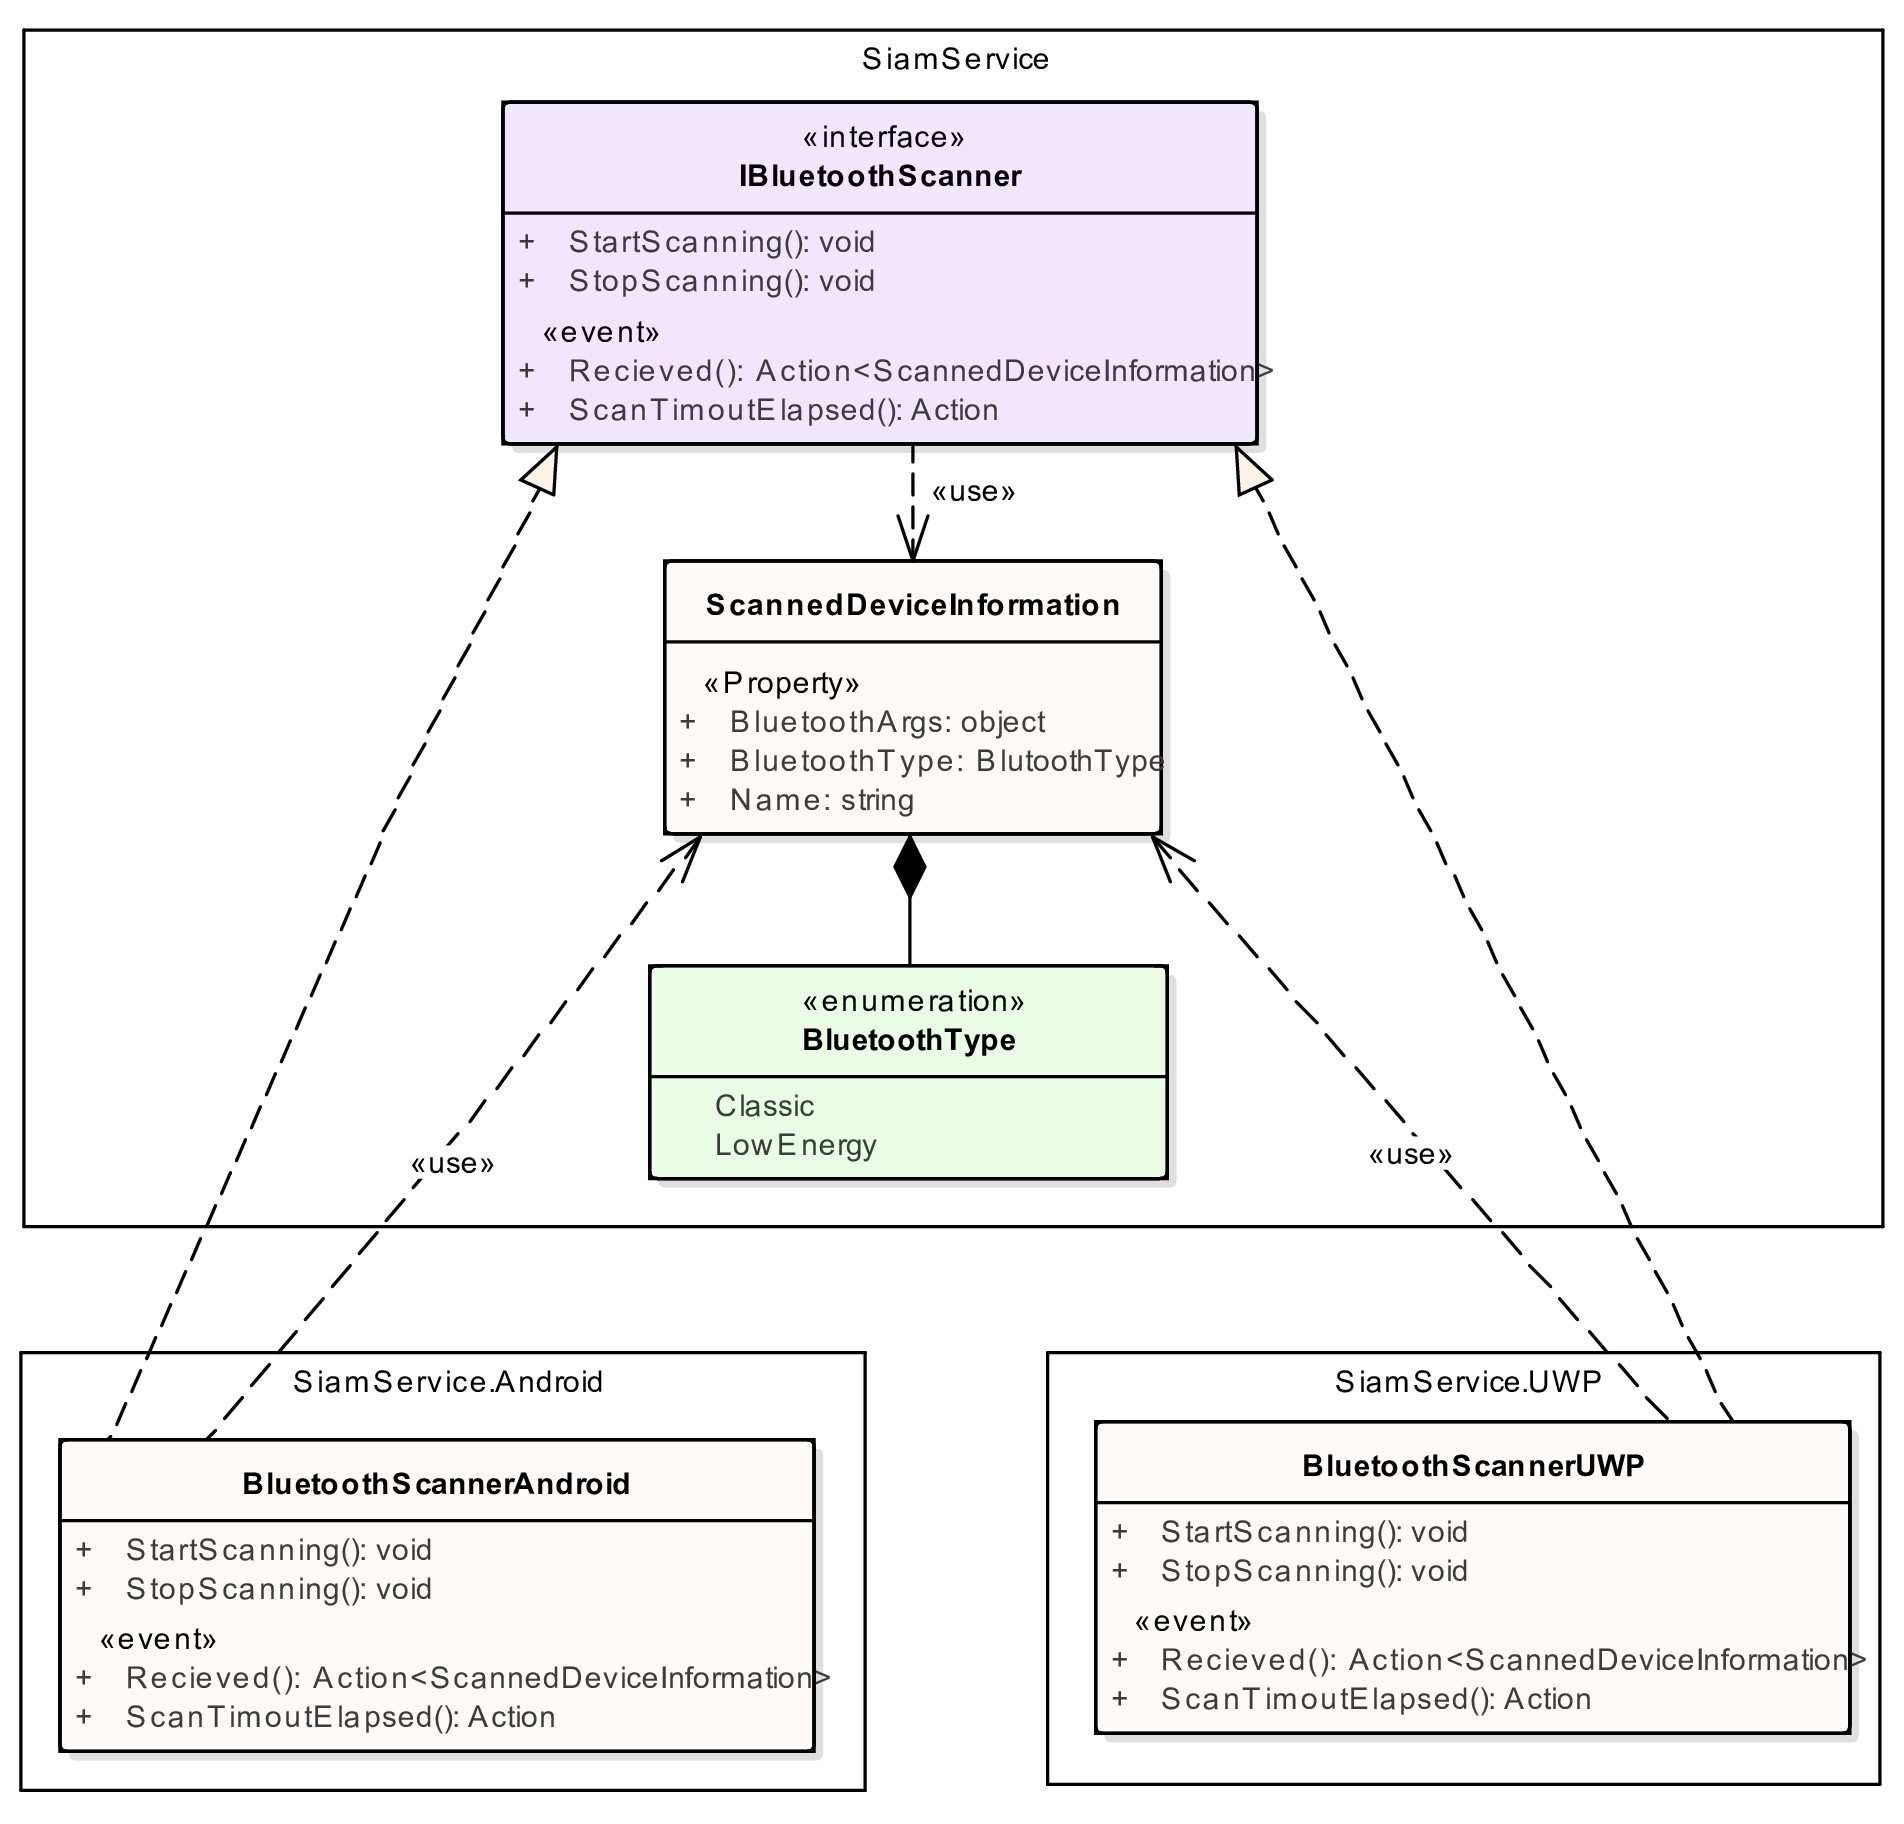 SiamService
«interface»
IBluetoothScanner
+ StartScanning(): void
+ StopScanning(): void
«event»
+ Recieved(): Action<ScannedDeviceInformation>
+ ScanTimoutElapsed(): Action
«use»
ScannedDeviceInformation
«Property»
+ BluetoothArgs: object
+ BluetoothType: BlutoothType
+ Name: string
«enumeration»
BluetoothType
Classic
LowEnergy
«use»
«use»
SiamService.Android
BluetoothScannerAndroid
+ StartScanning(): void
+ StopScanning(): void
«event»
+ Recieved(): Action<ScannedDeviceInformation>
+ ScanTimoutElapsed(): Action
SiamService.UWP
BluetoothScannerUWP
+ StartScanning(): void
+ StopScanning(): void
«event»
+ Recieved(): Action<ScannedDeviceInformation>
+ ScanTimoutElapsed(): Action